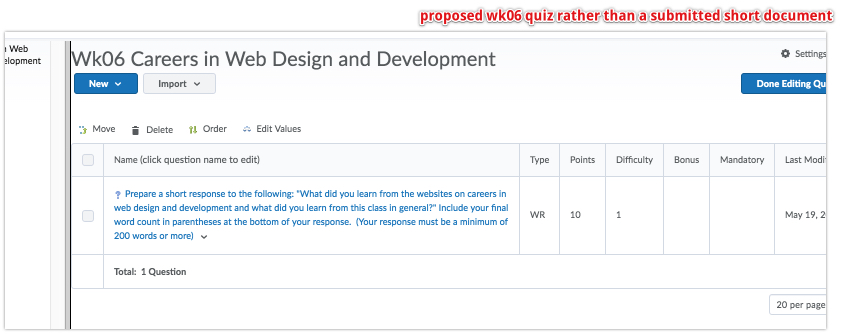 proposed wk06 quiz rather than a submitted short document
Web
elopment
Wk06 Careers in Web Design and Development
Settings
New
Import
Done Editing Qu
Move
Delete
Order
Edit Values
Name (click question name to edit)
Type
Points
Difficulty
Bonus
Mandatory
Last Modif
Prepare a short response to the following: "What did you learn from the websites on careers in
web design and development and what did you learn from this class in general?" Include your final
word count in parentheses at the bottom of your response. (Your response must be a minimum of
200 words or more)
WR
10
1
May 19, 2
Total: 1 Question
20 per page